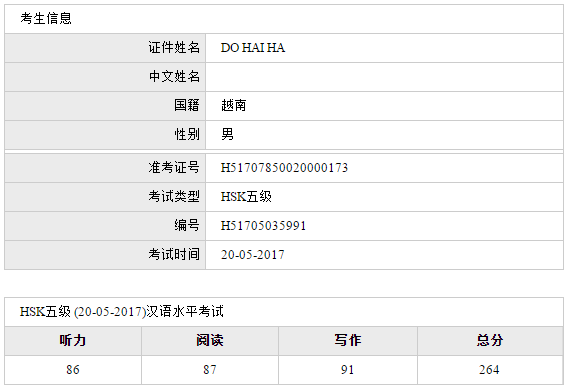 考生信息
证件姓名 DO HAI HA
中文姓名
国籍 越南
性别 男
准考证号 H51707850020000173
考试类型 HSK五级
编号 H51705035991
考试时间 20-05-2017
HSK五级 (20-05-2017)汉语水平考试
听力 阅读 写作 总分
86 87 91 264